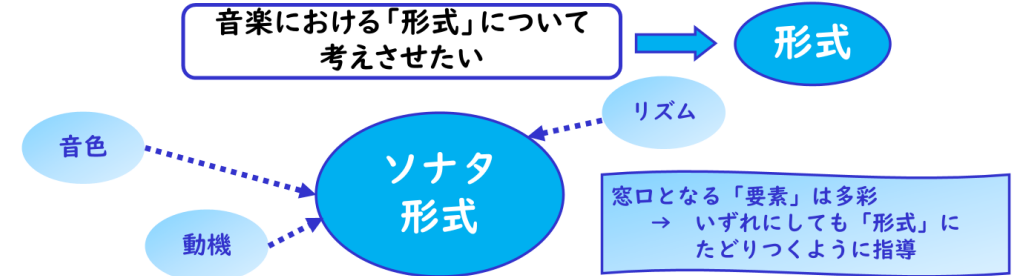 音楽における「形式」について
考えさせたい
形式
リズム
音色
ソナタ
形式
動機
窓口となる「要素」は多彩
→ いずれにしても「形式」に
たどりつくように指導